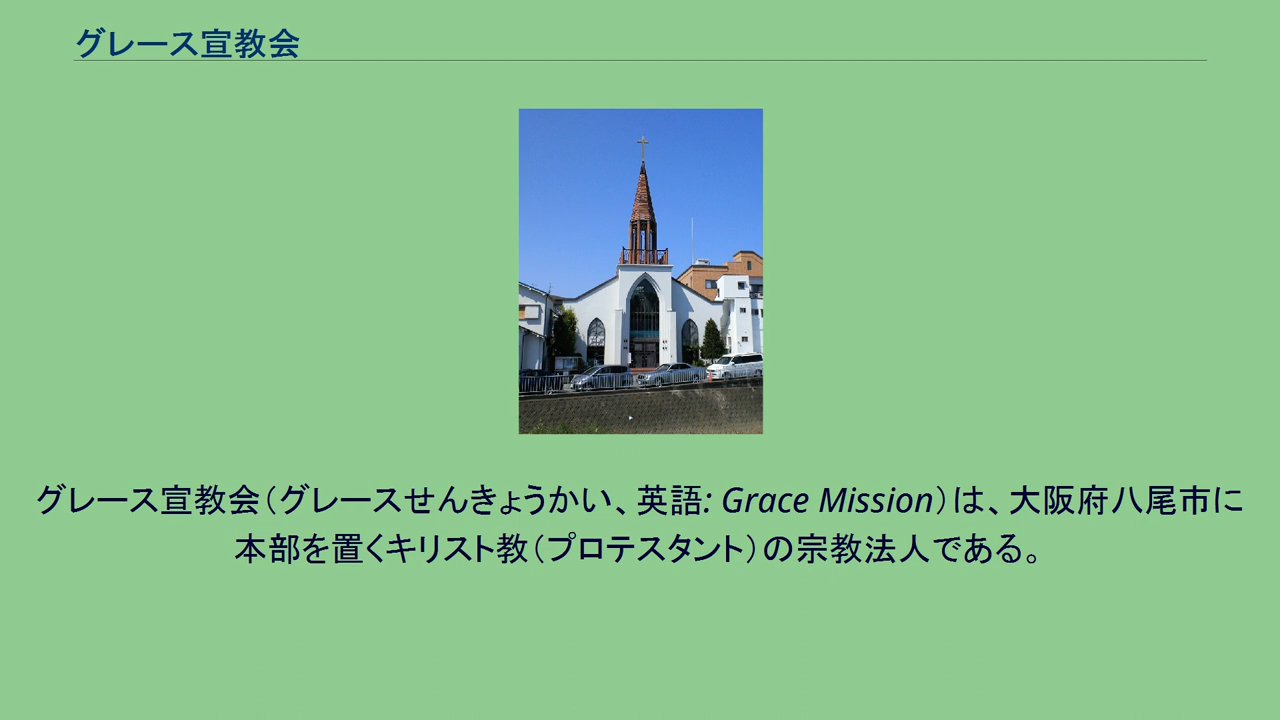 グレース宣教会
グレース宣教会（グレースせんきょうかい、英語: Grace Mission）は、大阪府八尾市に
本部を置くキリスト教（プロテスタント）の宗教法人である。